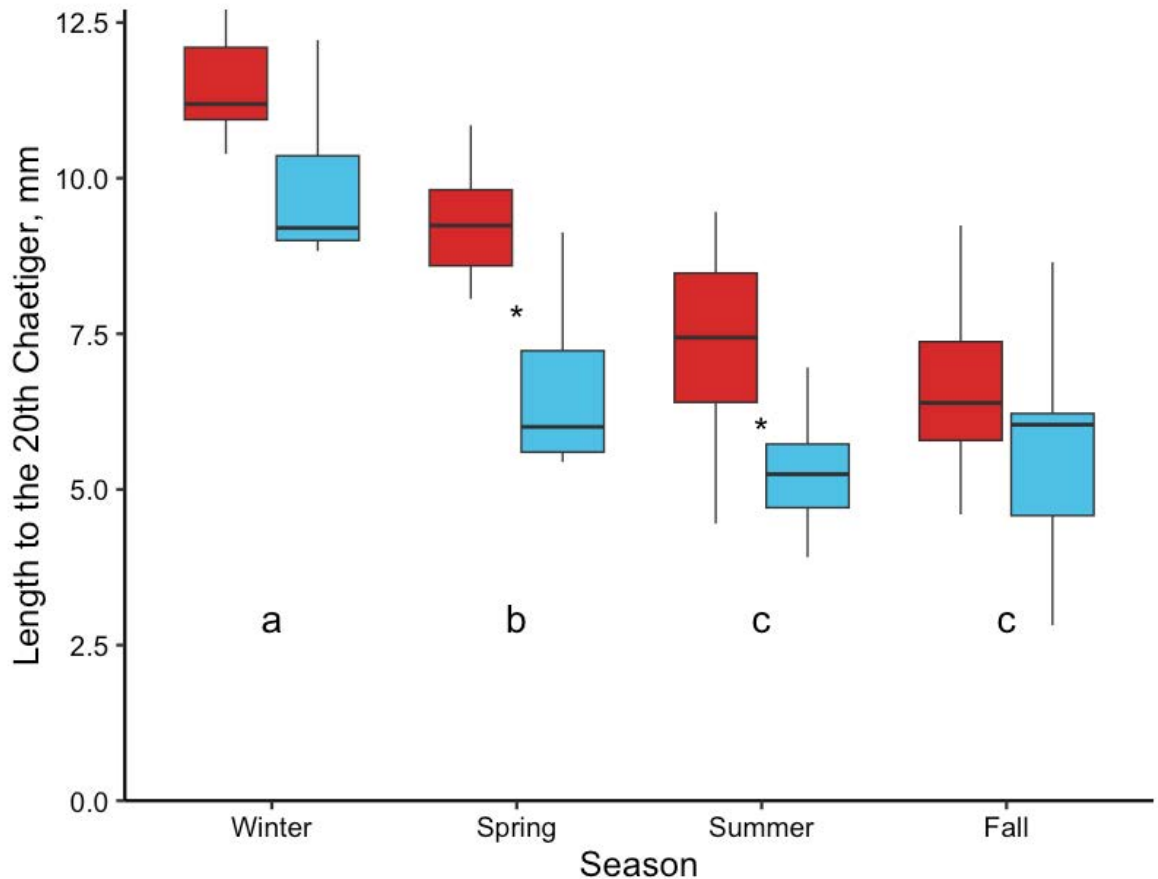 Length to the 20th Chaetiger, mm
12.5
10.0
7.5
5.0
2.5
0.0
*
*
a
b
c
c
Winter
Spring
Summer
Fall
Season